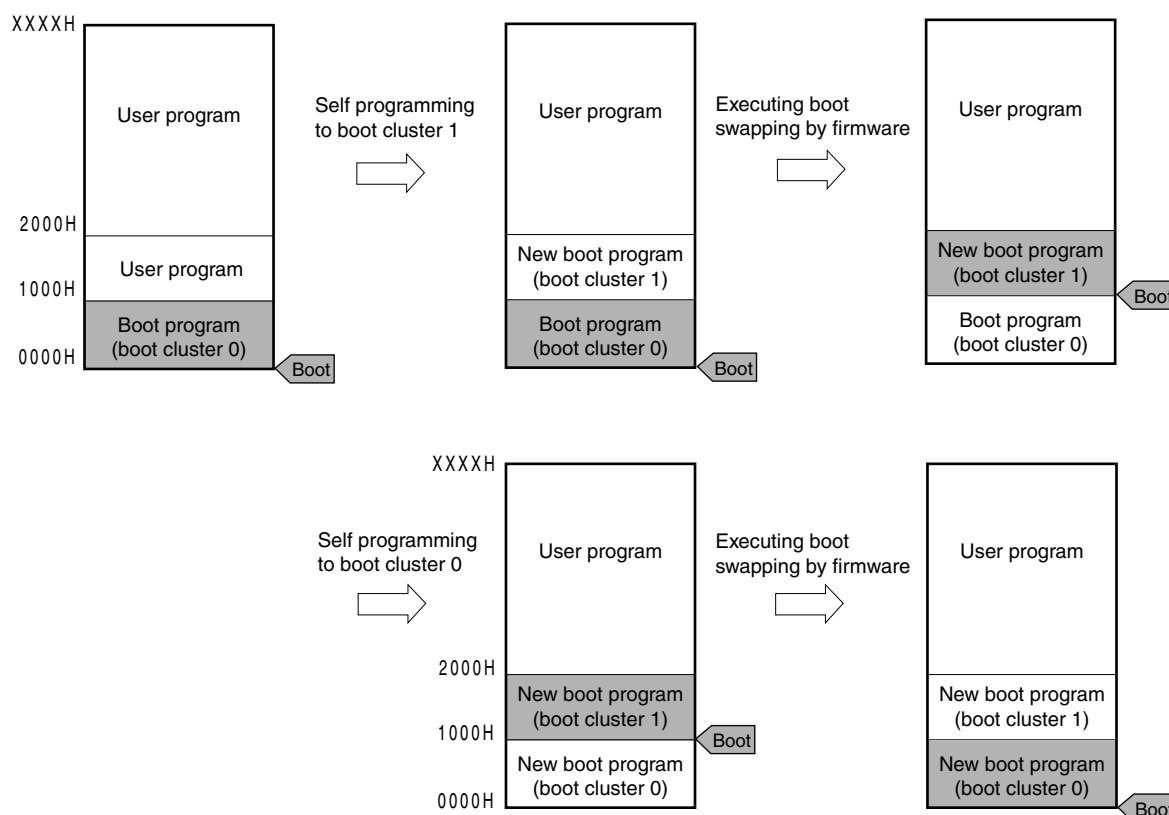 XXXXH
User program
2000H
User program
1000H
Boot program
(boot cluster 0)
0000H
Boot
Self programming
to boot cluster 1
User program
New boot program
(boot cluster 1)
Boot program
(boot cluster 0)
Boot
Executing boot
swapping by firmware
User program
New boot program
(boot cluster 1)
Boot
Boot program
(boot cluster 0)
Self programming
to boot cluster 0
XXXXH
User program
2000H
New boot program
(boot cluster 1)
1000H
Boot
New boot program
(boot cluster 0)
0000H
Executing boot
swapping by firmware
User program
New boot program
(boot cluster 1)
New boot program
(boot cluster 0)
Boot